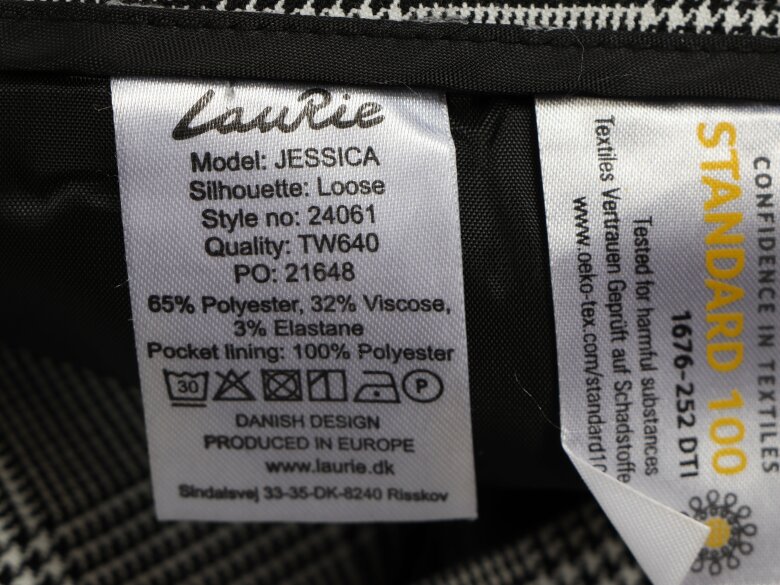 LauRie
Model: JESSICA
Silhouette: Loose
Style no: 24061
Quality: TW640
PO: 21648
65% Polyester, 32% Viscose,
3% Elastane
Pocket lining: 100% Polyester
30
P
DANISH DESIGN
PRODUCED IN EUROPE
www.laurie.dk
Sindalsvej 33-35-DK-8240 Risskov
CONFIDENCE IN TEXTILES
STANDARD 100
1676-252 DTI
Tested for harmful substances
Textiles Vertrauen Geprüft auf Schadstoffe
www.oeko-tex.com/standard10